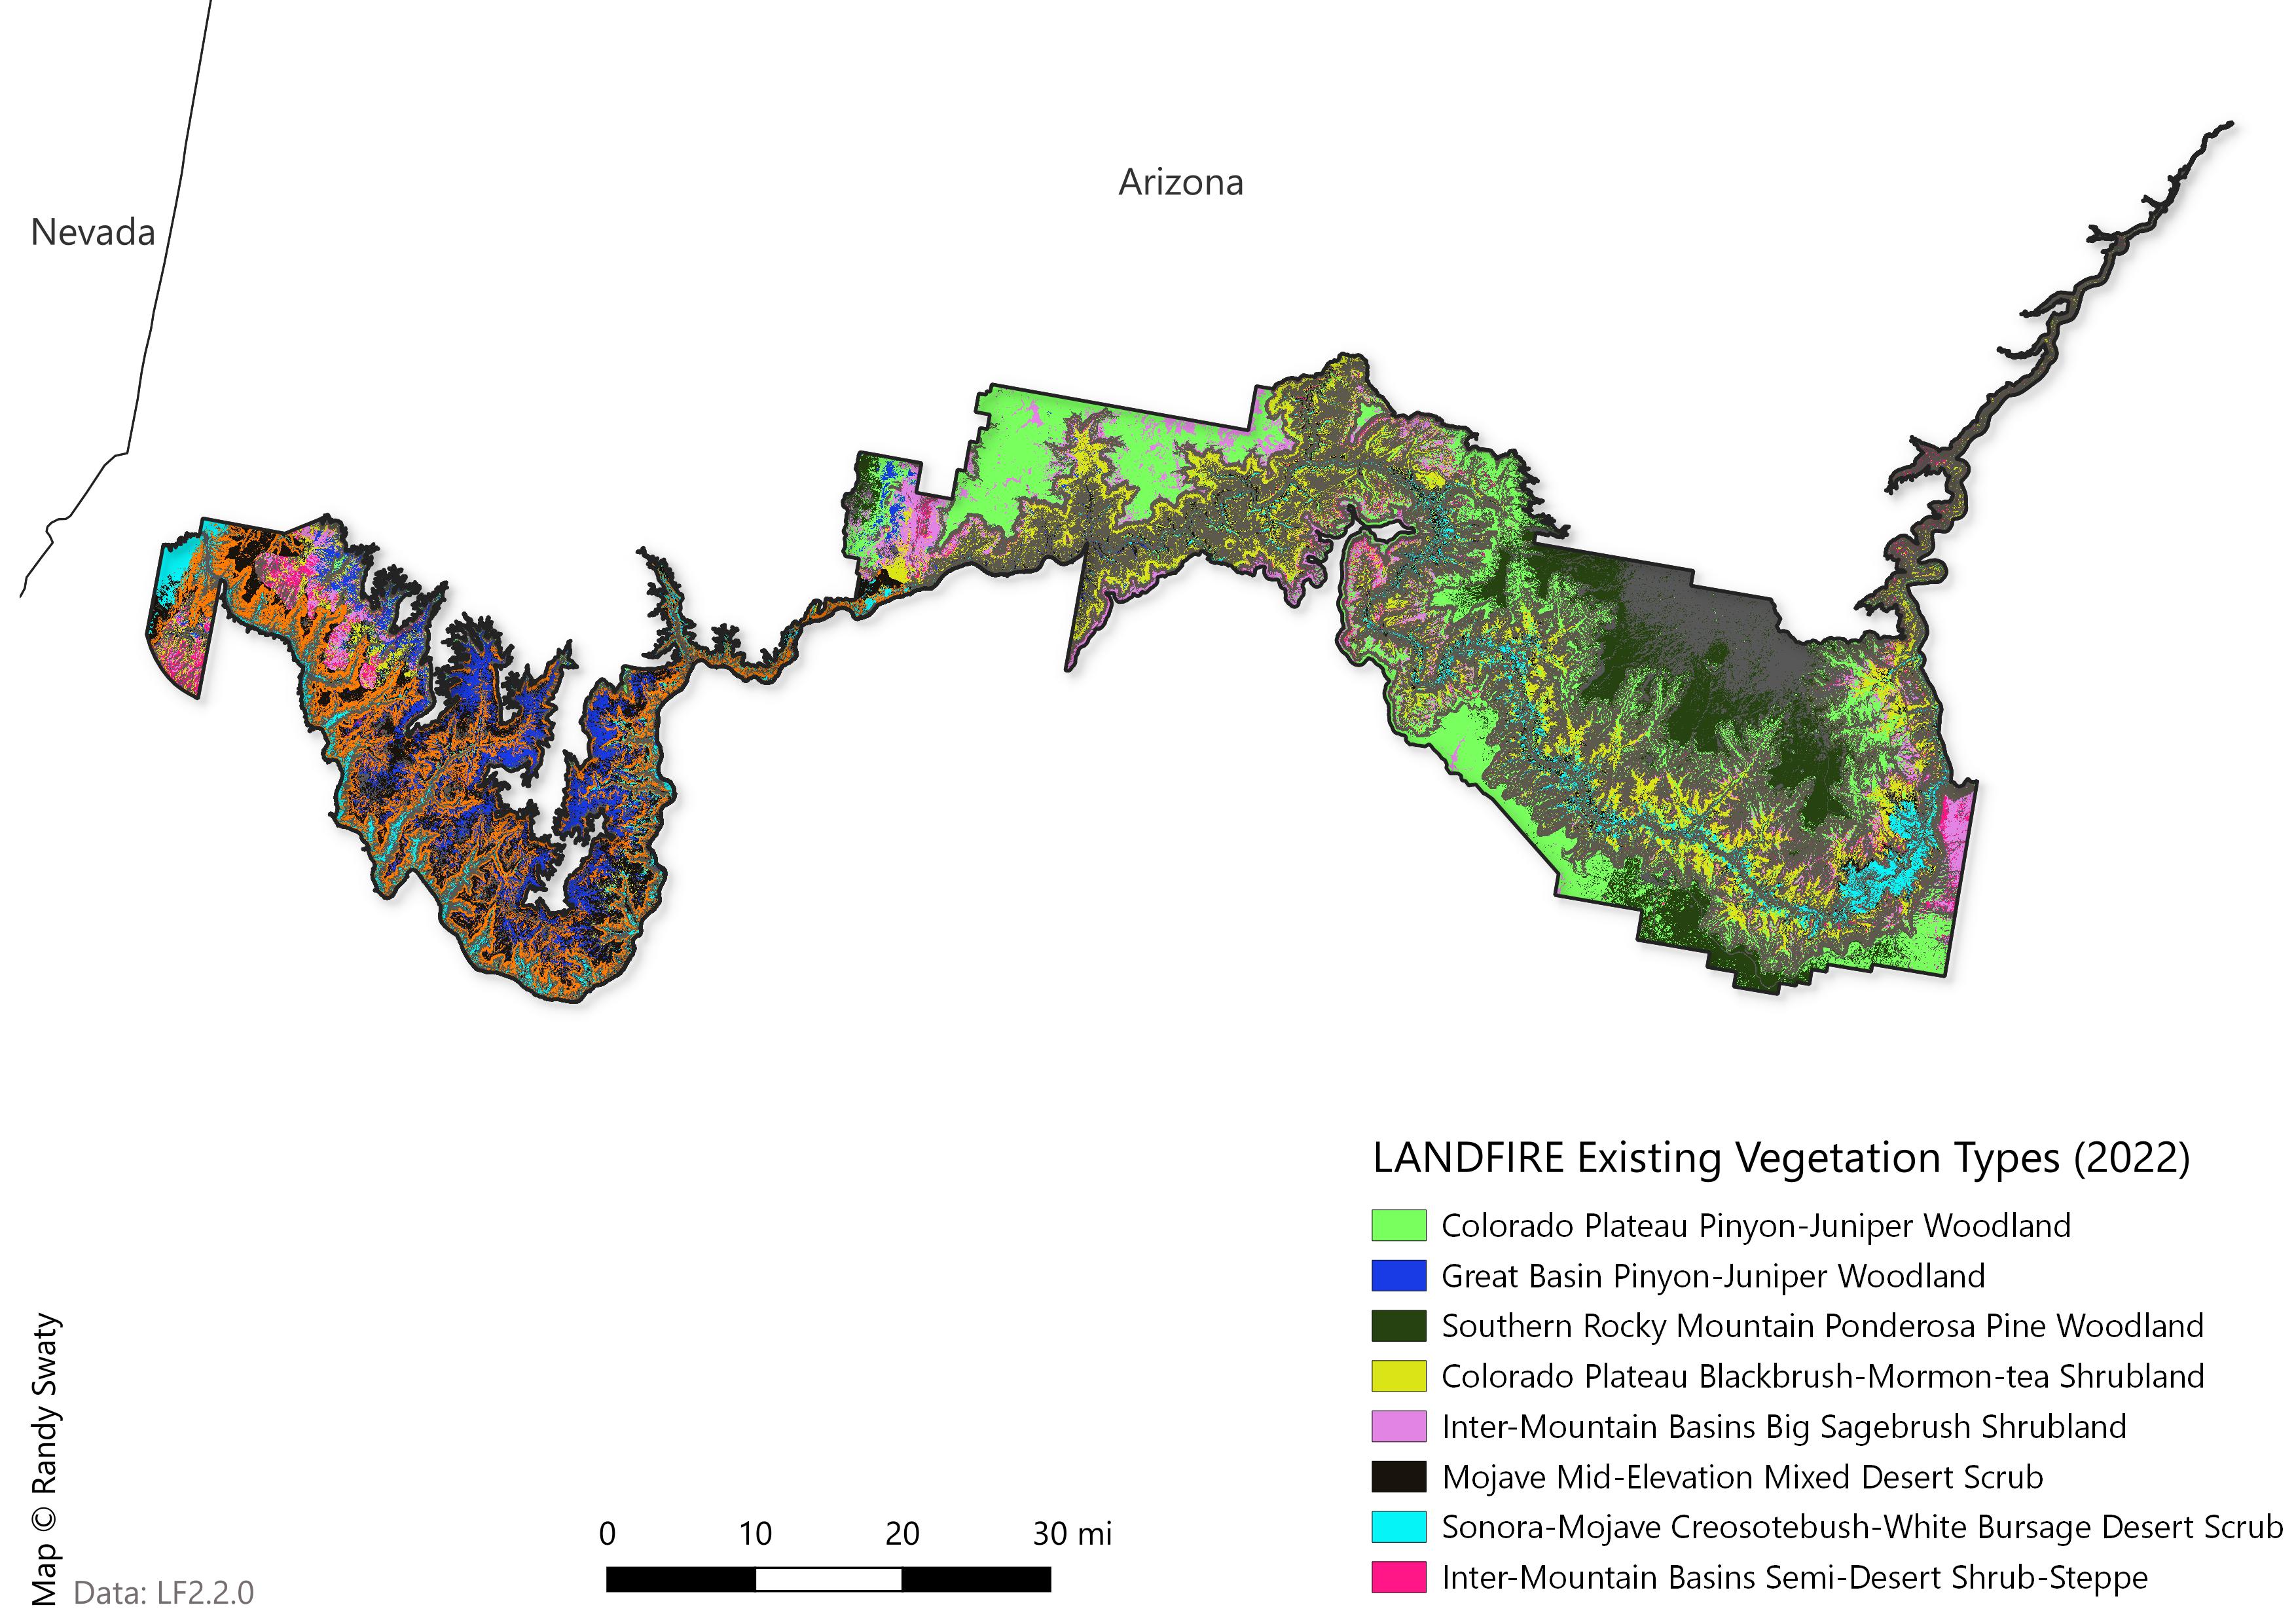 Arizona
Nevada
LANDFIRE Existing Vegetation Types (2022)
Colorado Plateau Pinyon-Juniper Woodland
Great Basin Pinyon-Juniper Woodland
Southern Rocky Mountain Ponderosa Pine Woodland
Colorado Plateau Blackbrush-Mormon-tea Shrubland
Inter-Mountain Basins Big Sagebrush Shrubland
Mojave Mid-Elevation Mixed Desert Scrub
Sonora-Mojave Creosotebush-White Bursage Desert Scrub
Inter-Mountain Basins Semi-Desert Shrub-Steppe
0 10 20 30 mi
Map © Randy Swaty
Data: LF2.2.0